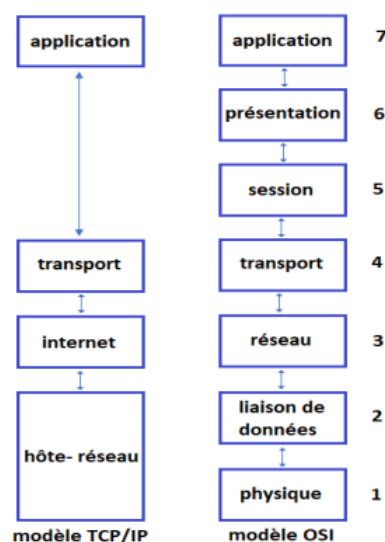 application application 7
présentation 6
session 5
transport transport 4
internet réseau 3
liaison de
données 2
hôte- réseau
physique 1
modèle TCP/IP modèle OSI